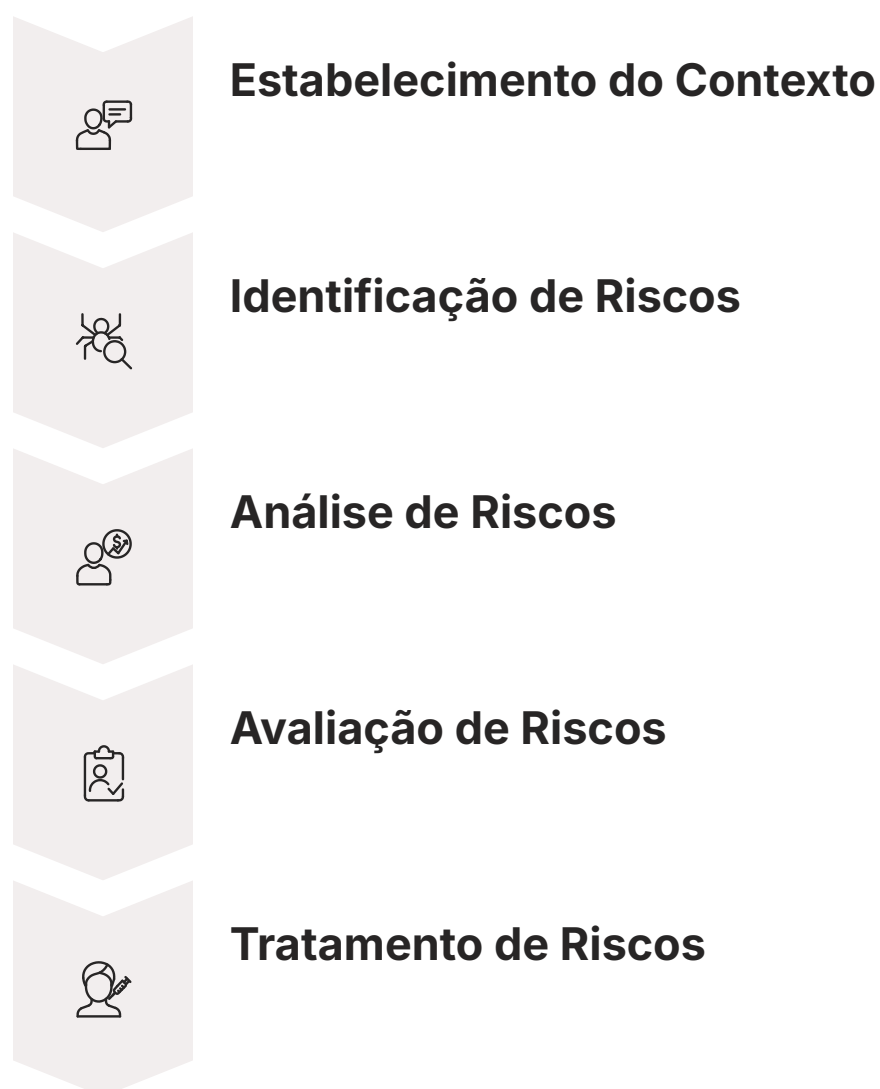 Estabelecimento do Contexto
Identificação de Riscos
Análise de Riscos
Avaliação de Riscos
Tratamento de Riscos